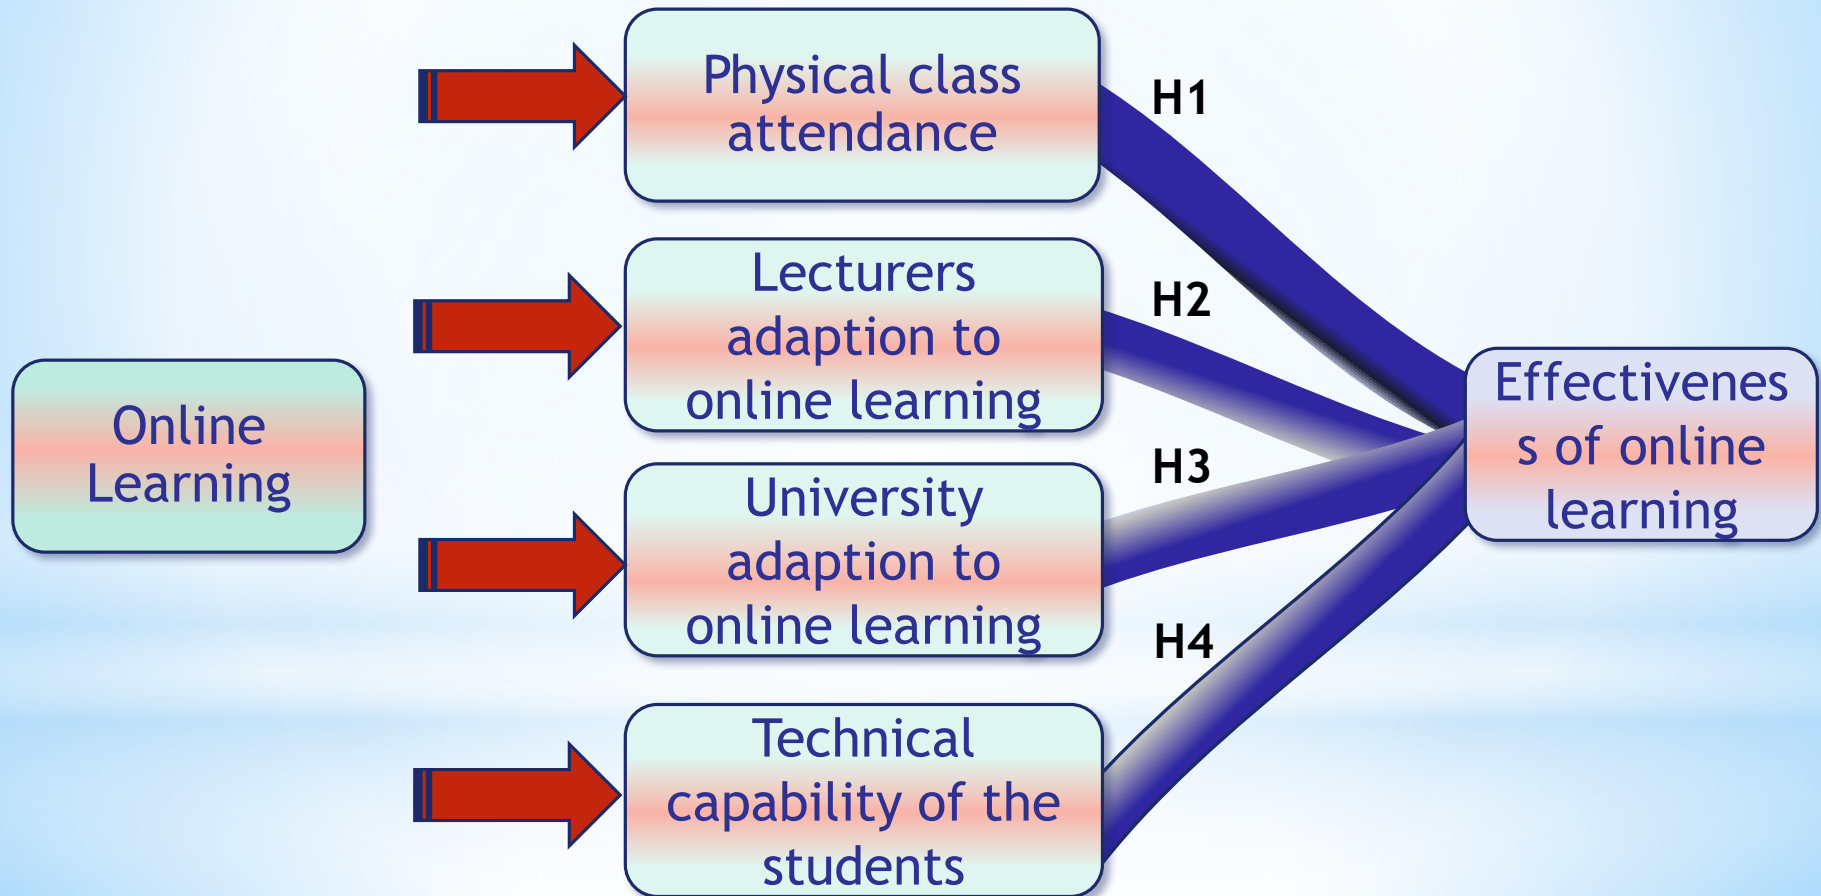 Physical class
attendance
H1
Lecturers
adaption to
online learning
H2
Online
Learning
Effectivenes
s of online
learning
H3
University
adaption to
online learning
H4
Technical
capability of the
students